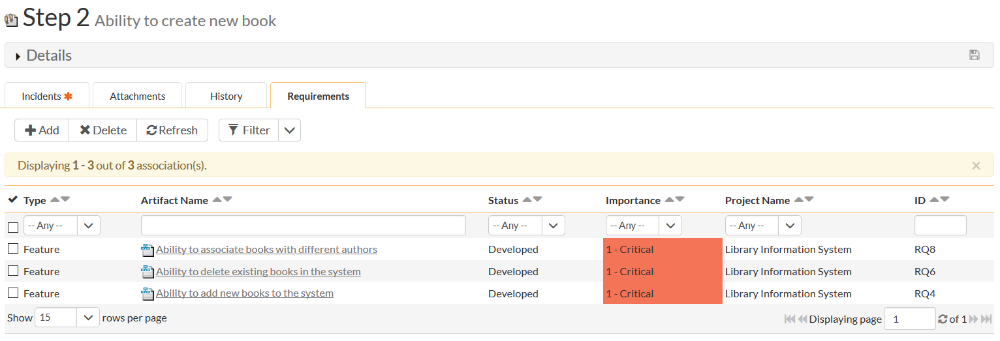 Step 2 Ability to create new book
Details
Incidents Attachments History Requirements
Add Delete Refresh Filter
Displaying 1 - 3 out of 3 association(s).
Type Artifact Name Status Importance Project Name ID
-- Any -- -- Any -- -- Any -- -- Any --
Feature Ability to associate books with different authors Developed 1 - Critical Library Information System RQ8
Feature Ability to delete existing books in the system Developed 1 - Critical Library Information System RQ6
Feature Ability to add new books to the system Developed 1 - Critical Library Information System RQ4
Show 15 rows per page Displaying page 1 of 1